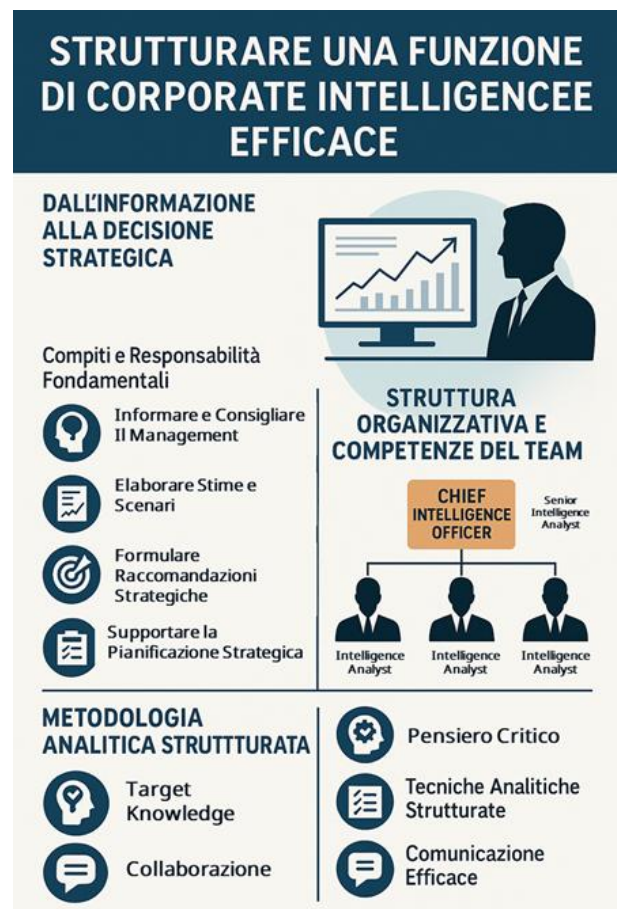 STRUTTURARE UNA FUNZIONE
DI CORPORATE INTELLIGENCEE
EFFICACE
DALL'INFORMAZIONE
ALLA DECISIONE
STRATEGICA
Compiti e Responsabilità
Fondamentali
Informare e Consigliare
Il Management
Elaborare Stime e
Scenari
Formulare
Raccomandazioni
Strategiche
Supportare la
Pianificazione Strategica
STRUTTURA
ORGANIZZATIVA E
COMPETENZE DEL TEAM
CHIEF
INTELLIGENCE
OFFICER
Senior
Intelligence
Analyst
Intelligence
Analyst
Intelligence
Analyst
Intelligence
Analyst
METODOLOGIA
ANALITICA STRUTTTURATA
Target
Knowledge
Collaborazione
Pensiero Critico
Tecniche Analitiche
Strutturate
Comunicazione
Efficace